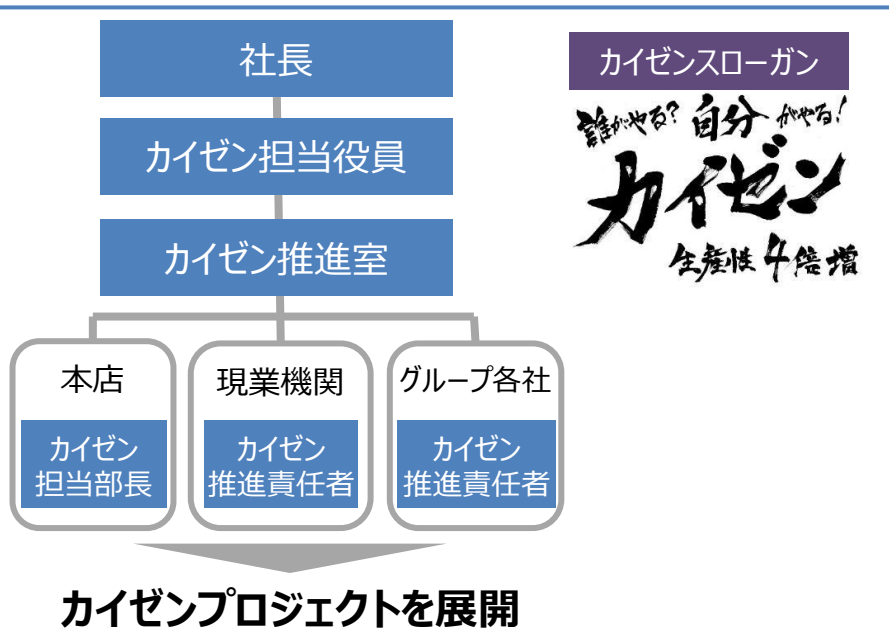 社長
カイゼン担当役員
カイゼン推進室
本店
カイゼン
担当部長
現業機関
カイゼン
推進責任者
グループ各社
カイゼン
推進責任者
カイゼンプロジェクトを展開
カイゼンスローガン
誰がやる?自分がやる!
カイゼン
生産性4倍増